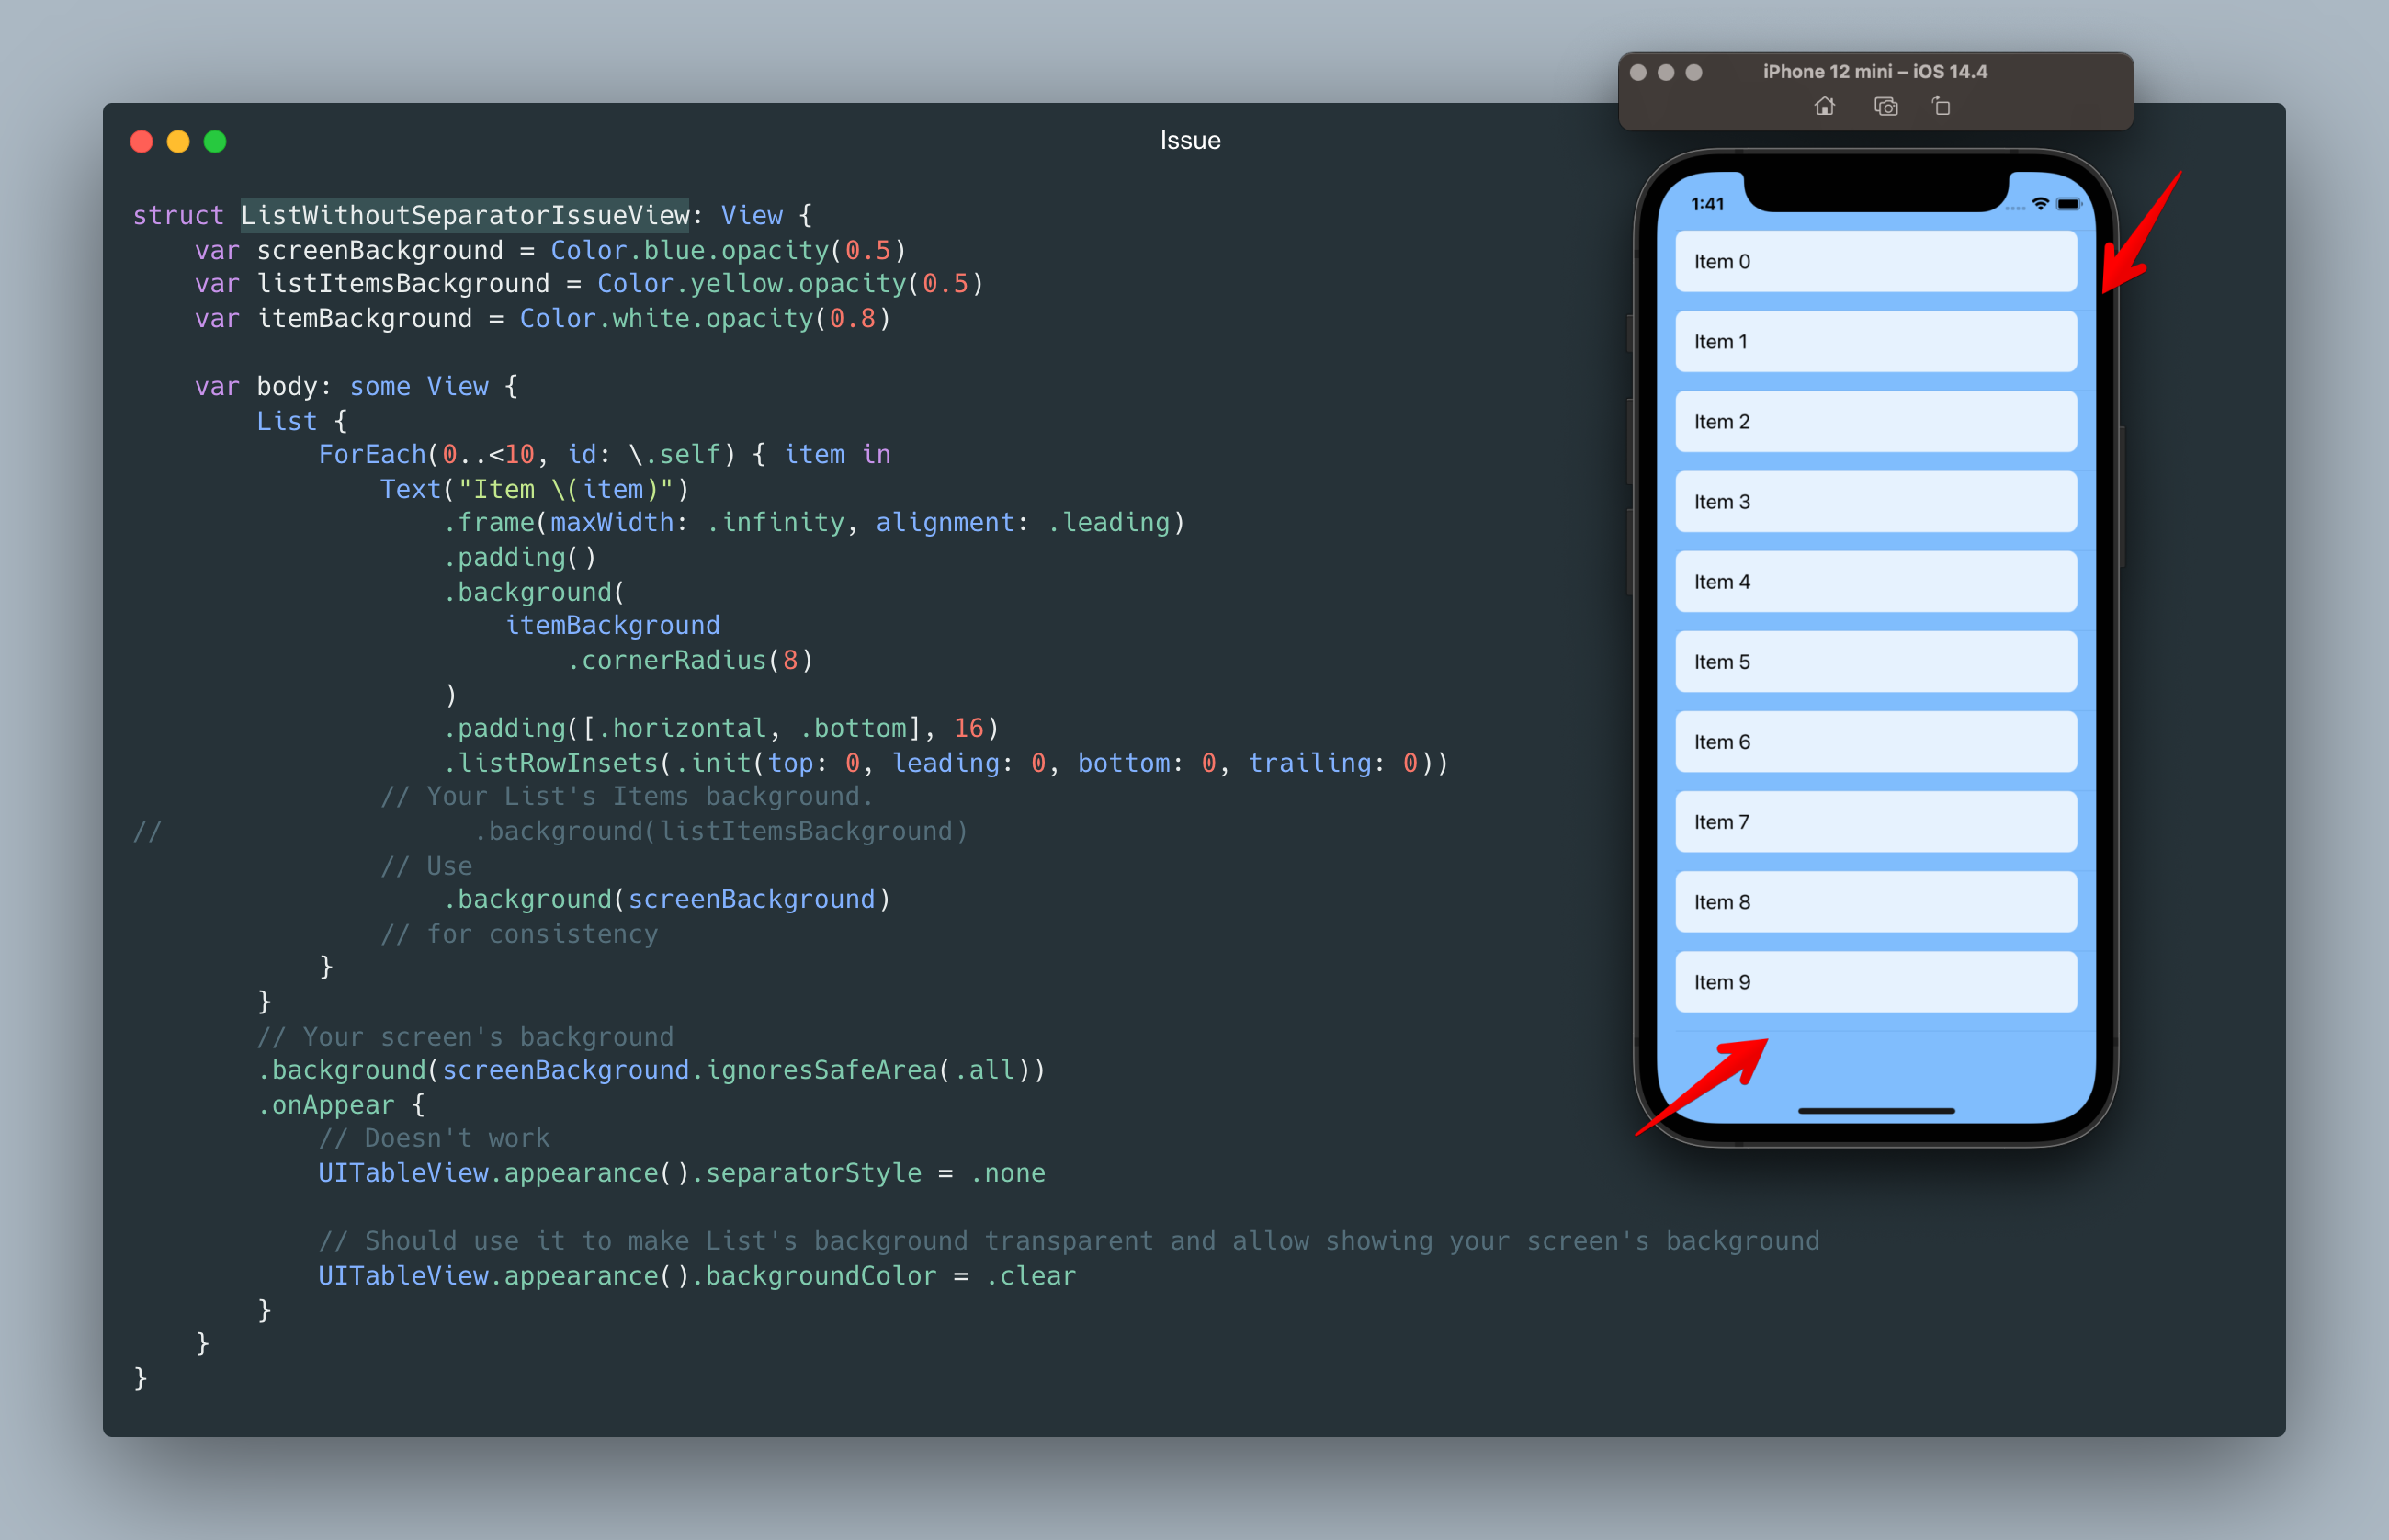 Issue
struct ListWithoutSeparatorIssueView: View {
    var screenBackground = Color.blue.opacity(0.5)
    var listItemsBackground = Color.yellow.opacity(0.5)
    var itemBackground = Color.white.opacity(0.8)

    var body: some View {
        List {
            ForEach(0..<10, id: \.self) { item in
                Text("Item \(item)")
                    .frame(maxWidth: .infinity, alignment: .leading)
                    .padding()
                    .background(
                        itemBackground
                            .cornerRadius(8)
                    )
                    .padding([.horizontal, .bottom], 16)
                    .listRowInsets(.init(top: 0, leading: 0, bottom: 0, trailing: 0))
                // Your List's Items background.
//                    .background(listItemsBackground)
                // Use
                    .background(screenBackground)
                // for consistency
            }
        }
        // Your screen's background
        .background(screenBackground.ignoresSafeArea(.all))
        .onAppear {
            // Doesn't work
            UITableView.appearance().separatorStyle = .none

            // Should use it to make List's background transparent and allow showing your screen's background
            UITableView.appearance().backgroundColor = .clear
        }
    }
}
iPhone 12 mini – iOS 14.4
1:41
Item 0
Item 1
Item 2
Item 3
Item 4
Item 5
Item 6
Item 7
Item 8
Item 9